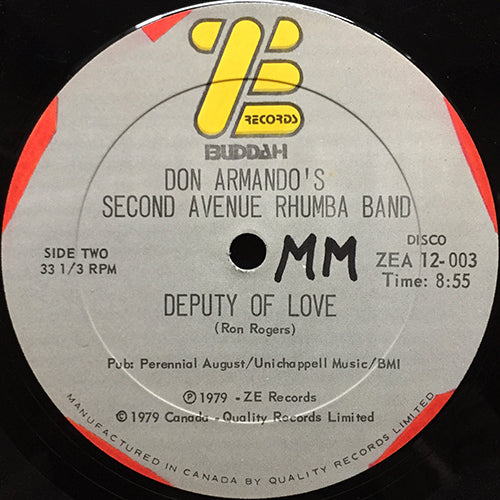 ZE
RECORDS
BUDDAH
DON ARMANDO'S
SECOND AVENUE RHUMBA BAND
SIDE TWO
33 1/3 RPM
MM
DISCO
ZEA 12-003
Time: 8:55
DEPUTY OF LOVE
(Ron Rogers)
Pub: Perennial August/Unichappell Music/BMI
Ⓟ1979 - ZE Records
©1979 Canada - Quality Records Limited
MANUFACTURED IN CANADA BY QUALITY RECORDS LIMITED